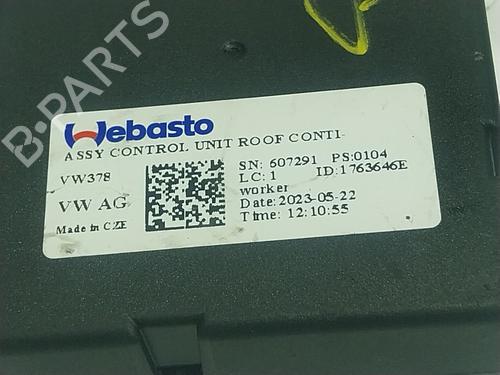 B-PARTS
Webasto
ASSY CONTROL UNIT ROOF CONTI-
VW378
VW AG
Made in CZE
SN: 607291 PS:0104
LC: 1 ID:1763646E
worker
Date:2023-05-22
Time: 12:10:55